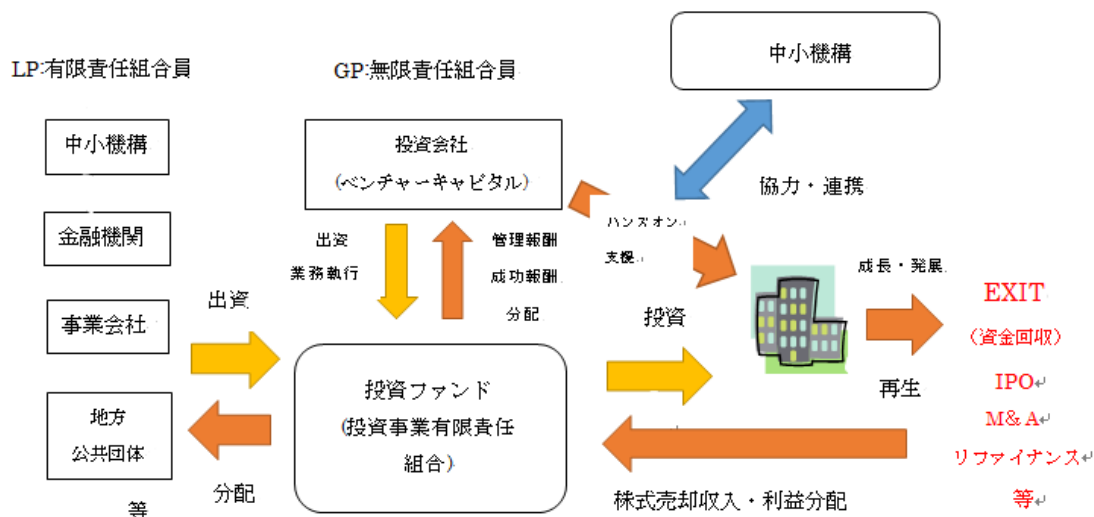 中小機構
LP:有限責任組合員
GP:無限責任組合員
中小機構
金融機関
事業会社
地方
公共団体
等
出資
分配
投資会社
(ベンチャーキャビタル)
出資
業務執行
管理報酬
成功報酬
分配
投資ファンド
(投資事業有限責任
組合)
協力・連携
ハンズオン
支援
投資
成長・発展
再生
株式売却収入・利益分配
EXIT
(資金回収)
IPO
M&A
リファイナンス
等